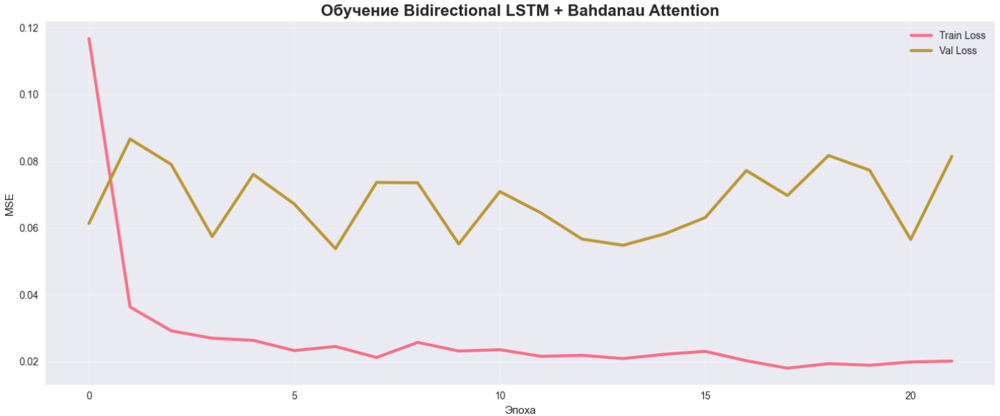 Обучение Bidirectional LSTM + Bahdanau Attention
Train Loss
Val Loss
MSE
0.12
0.10
0.08
0.06
0.04
0.02
0 5 10 15 20
Эпоха